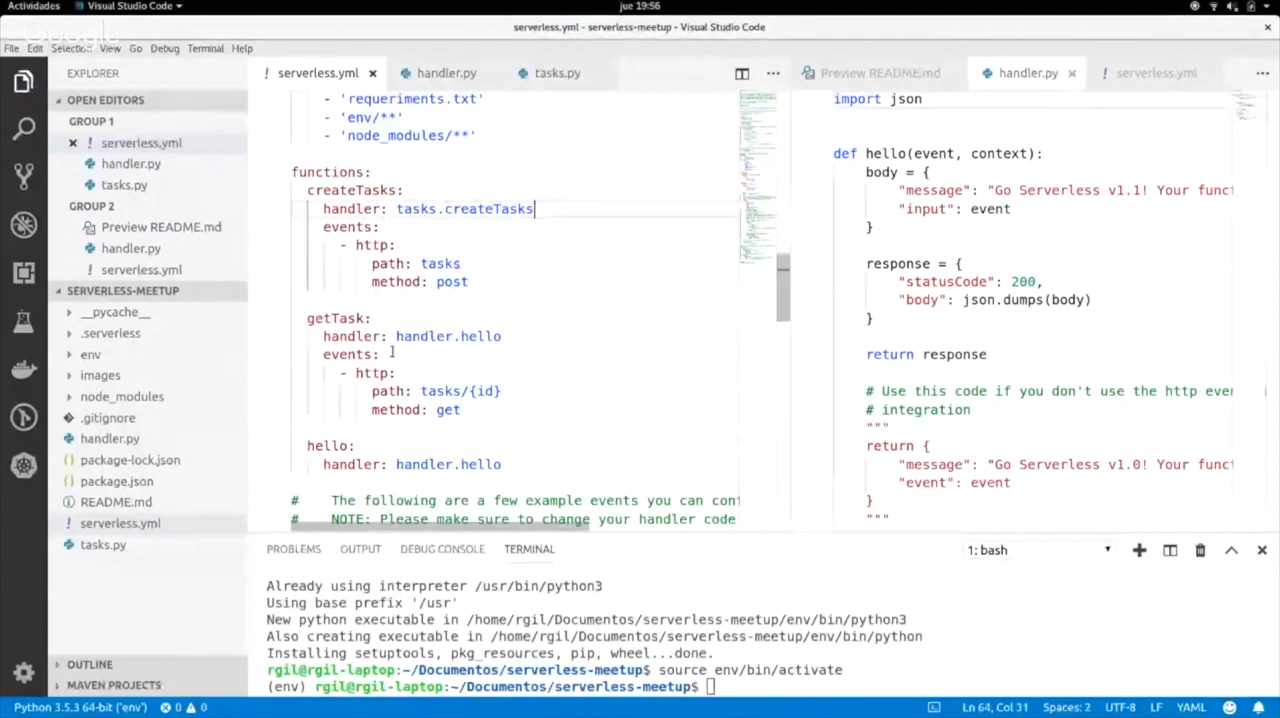 Actividades Visual Studio Code jue 19:56
serverless.yml - serverless-meetup - Visual Studio Code
Google
File Edit Selection View Go Debug Terminal Help
EXPLORER
OPEN EDITORS
GROUP 1
serverless.yml
handler.py
tasks.py
GROUP 2
Preview README.md
handler.py
serverless.yml
SERVERLESS-MEETUP
__pycache__
.serverless
env
images
node_modules
.gitignore
handler.py
package-lock.json
package.json
README.md
serverless.yml
tasks.py
OUTLINE
MAVEN PROJECTS
serverless.yml handler.py tasks.py
- 'requeriments.txt'
- 'env/**'
- 'node_modules/**'
functions:
createTasks:
handler: tasks.createTasks
events:
- http:
path: tasks
method: post
getTask:
handler: handler.hello
events:
- http:
path: tasks/{id}
method: get
hello:
handler: handler.hello
# The following are a few example events you can con
# NOTE: Please make sure to change your handler code
Preview README.md handler.py serverless.yml
import json
def hello(event, context):
body = {
"message": "Go Serverless v1.1! Your func
"input": event
}
response = {
"statusCode": 200,
"body": json.dumps(body)
}
return response
# Use this code if you don't use the http ever
# integration
"""
return {
"message": "Go Serverless v1.0! Your func
"event": event
}
"""
PROBLEMS OUTPUT DEBUG CONSOLE TERMINAL 1: bash
Already using interpreter /usr/bin/python3
Using base prefix '/usr'
New python executable in /home/rgil/Documentos/serverless-meetup/env/bin/python3
Also creating executable in /home/rgil/Documentos/serverless-meetup/env/bin/python
Installing setuptools, pkg_resources, pip, wheel...done.
rgil@rgil-laptop:~/Documentos/serverless-meetup$ source env/bin/activate
(env) rgil@rgil-laptop:~/Documentos/serverless-meetup$
Python 3.5.3 64-bit ('env') 0 0 Ln 64, Col 31 Spaces: 2 UTF-8 LF YAML